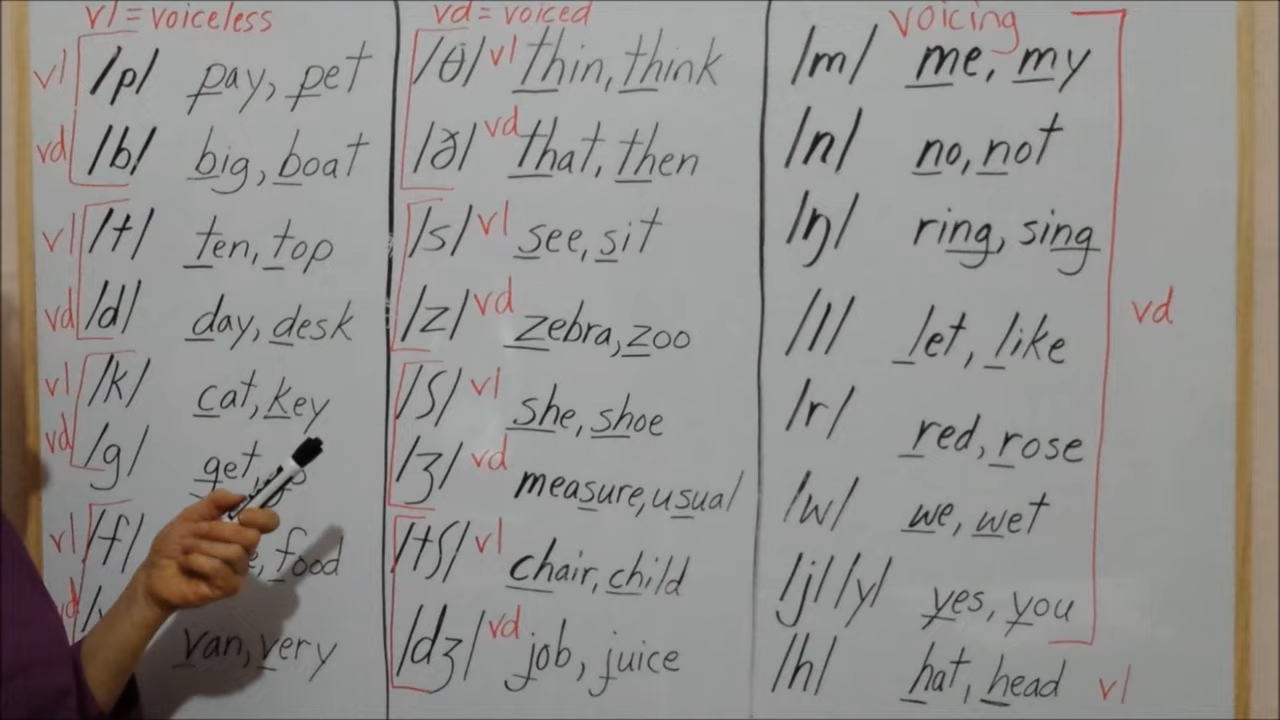 vl = voiceless
vl /p/ pay, pet
vd /b/ big, boat
vl /t/ ten, top
vd /d/ day, desk
vl /k/ cat, key
vd /g/ get,
vl /f/ food
van, very
vd = voiced
/θ/ vl thin, think
/ð/ vd that, then
/s/ vl see, sit
/z/ vd zebra, zoo
/ʃ/ vl she, shoe
/ʒ/ vd measure, usual
/tʃ/ vl chair, child
/dʒ/ vd job, juice
voicing
/m/ me, my
/n/ no, not
/ŋ/ ring, sing
/l/ let, like
vd
/r/ red, rose
/w/ we, wet
/j/ /y/ yes, you
/h/ hat, head vl